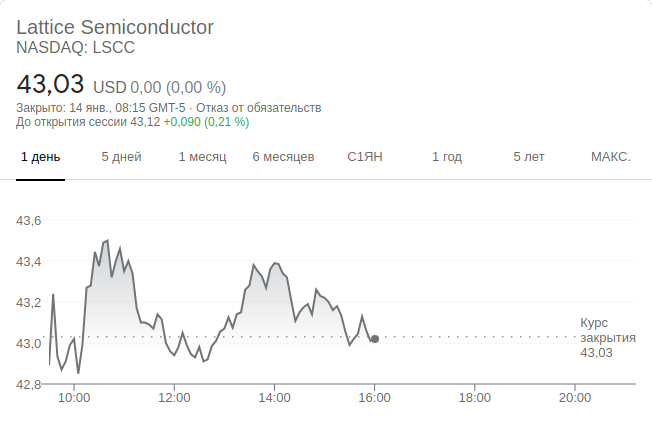 Lattice Semiconductor
NASDAQ: LSCC
43,03 USD 0,00 (0,00 %)
Закрыто: 14 янв., 08:15 GMT-5 · Отказ от обязательств
До открытия сессии 43,12 +0,090 (0,21 %)
1 день 5 дней 1 месяц 6 месяцев С1ЯН 1 год 5 лет МАКС.
43,6
43,4
43,2
43,0
42,8
Курс
закрытия
43,03
10:00 12:00 14:00 16:00 18:00 20:00